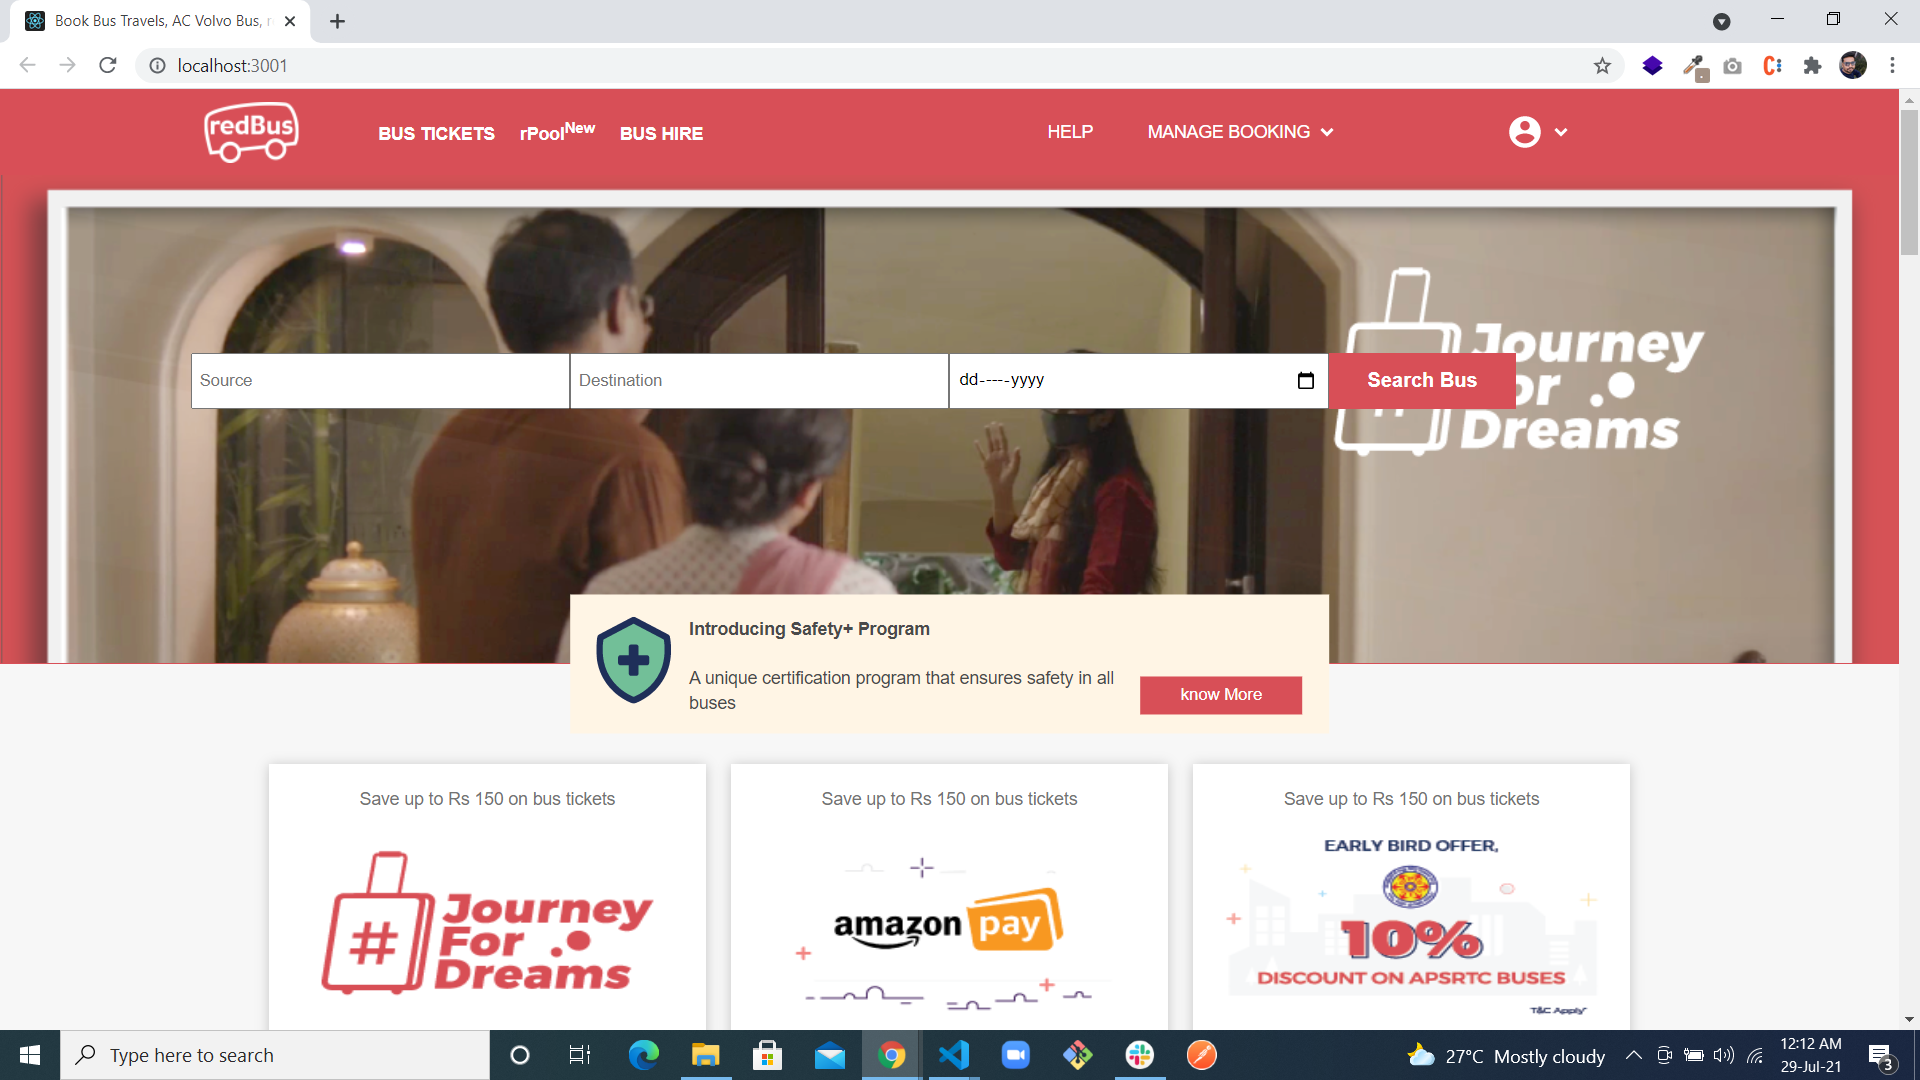 Book Bus Travels, AC Volvo Bus,
localhost:3001
redBus
BUS TICKETS
rPoolNew
BUS HIRE
HELP
MANAGE BOOKING
Journey
For
Dreams
Source
Destination
dd-----yyyy
Search Bus
Introducing Safety+ Program
A unique certification program that ensures safety in all
buses
know More
Save up to Rs 150 on bus tickets
Save up to Rs 150 on bus tickets
Save up to Rs 150 on bus tickets
#
Journey
For
Dreams
amazon pay
EARLY BIRD OFFER,
10%
DISCOUNT ON APSRTC BUSES
T&C Apply*
Type here to search
27°C Mostly cloudy
12:12 AM
29-Jul-21
3